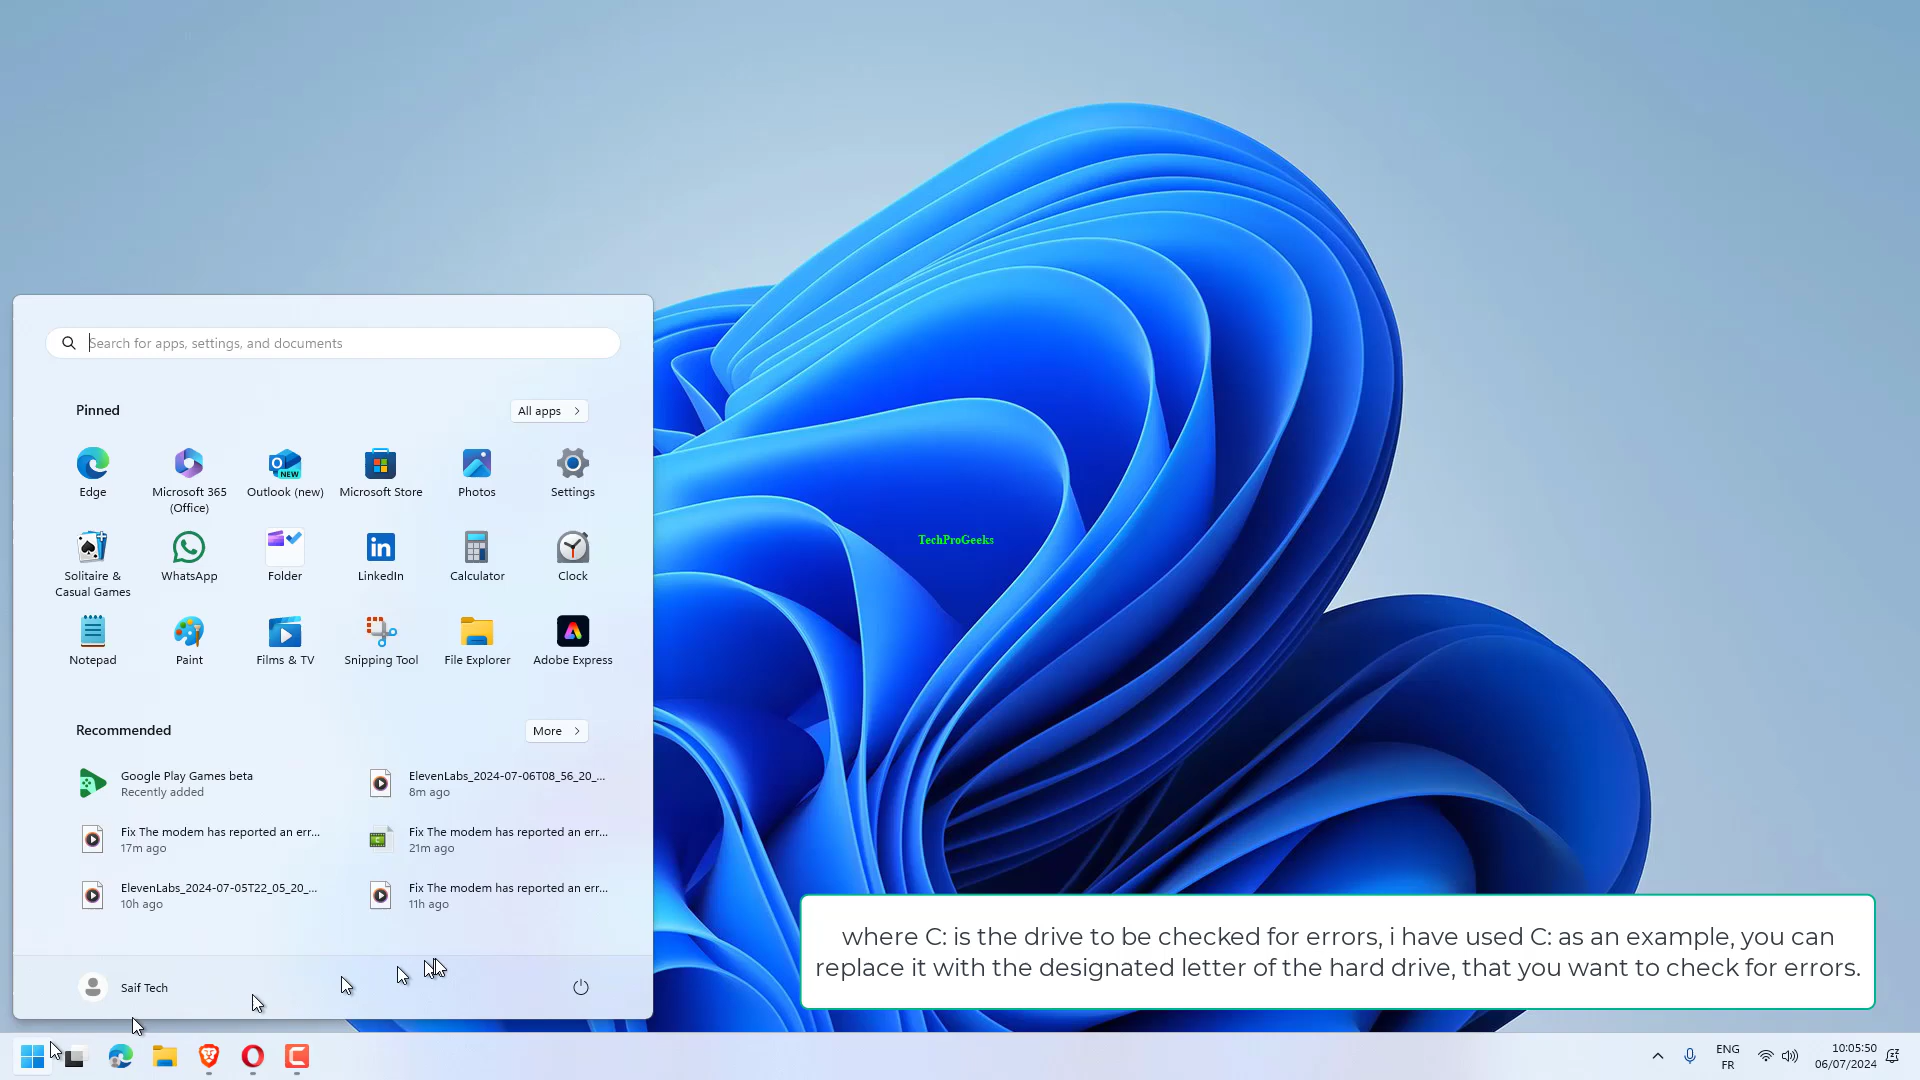 Search for apps, settings, and documents
Pinned
All apps
Edge
Microsoft 365
(Office)
Outlook (new)
Microsoft Store
Photos
Settings
Solitaire &
Casual Games
WhatsApp
Folder
LinkedIn
Calculator
Clock
Notepad
Paint
Films & TV
Snipping Tool
File Explorer
Adobe Express
Recommended
More
Google Play Games beta
Recently added
ElevenLabs_2024-07-06T08_56_20_...
8m ago
Fix The modem has reported an err...
17m ago
Fix The modem has reported an err...
21m ago
ElevenLabs_2024-07-05T22_05_20_...
10h ago
Fix The modem has reported an err...
11h ago
Saif Tech
TechProGeeks
where C: is the drive to be checked for errors, i have used C: as an example, you can
replace it with the designated letter of the hard drive, that you want to check for errors.
ENG
FR
10:05:50
06/07/2024